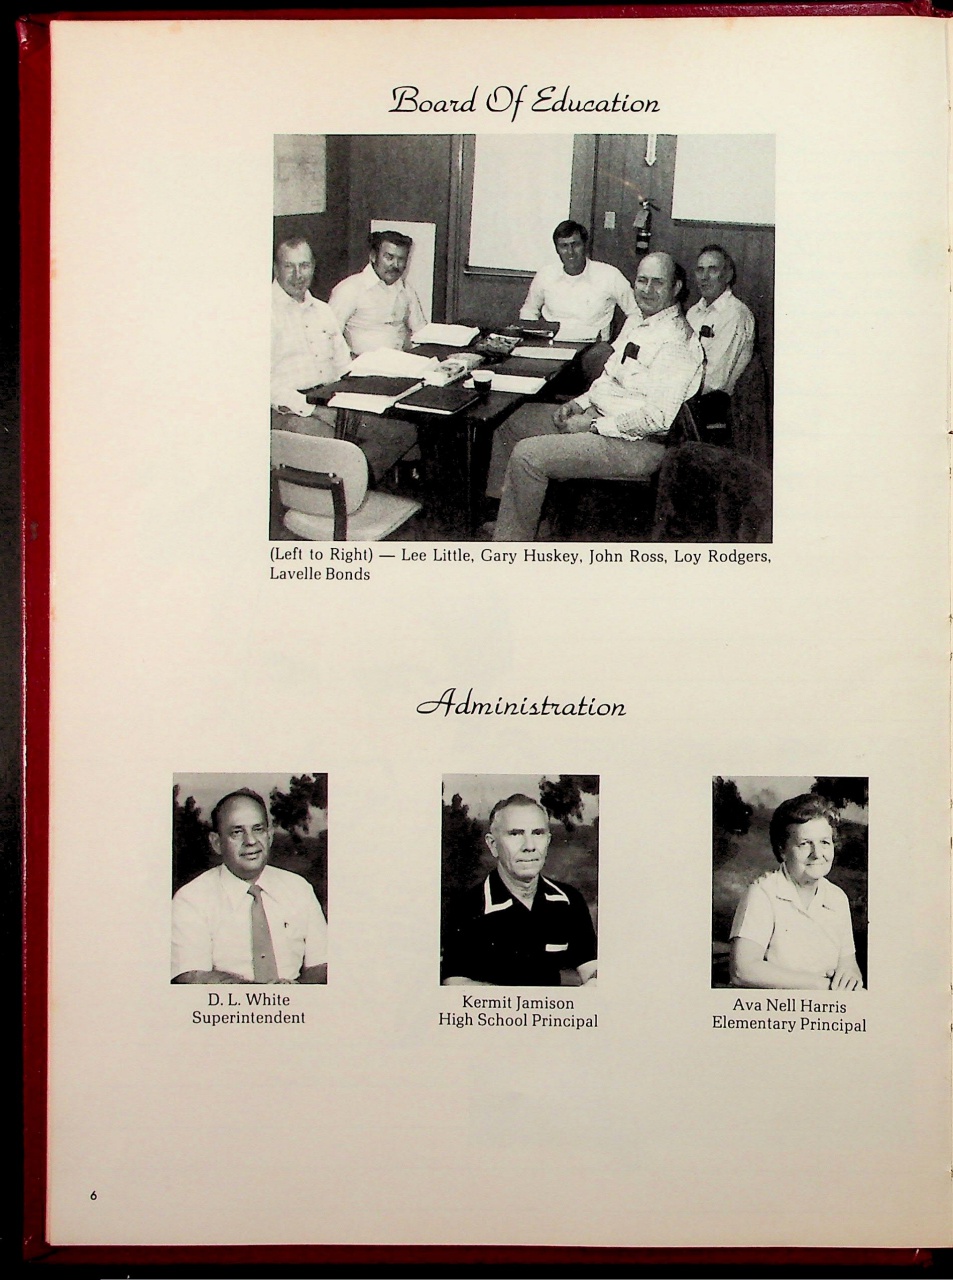 Board Of Education
(Left to Right) — Lee Little, Gary Huskey, John Ross, Loy Rodgers,
Lavelle Bonds
Administration
D. L. White
Superintendent
Kermit Jamison
High School Principal
Ava Nell Harris
Elementary Principal
6